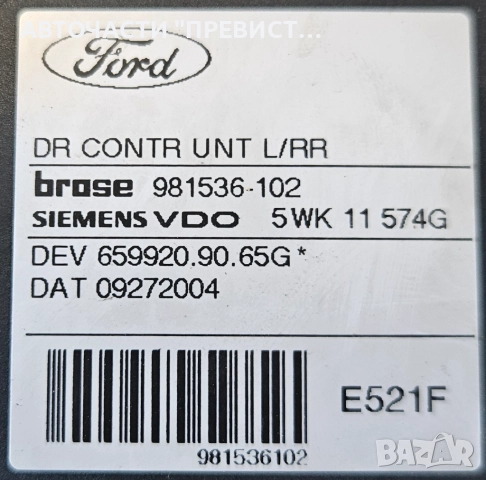 АВТОЧАСТИ "ПРЕВИСТ...
Ford
DR CONTR UNT L/RR
brose 981536-102
SIEMENS VDO 5WK 11 574G
DEV 659920.90.65G*
DAT 09272004
E521F
981536102
БАЗАР